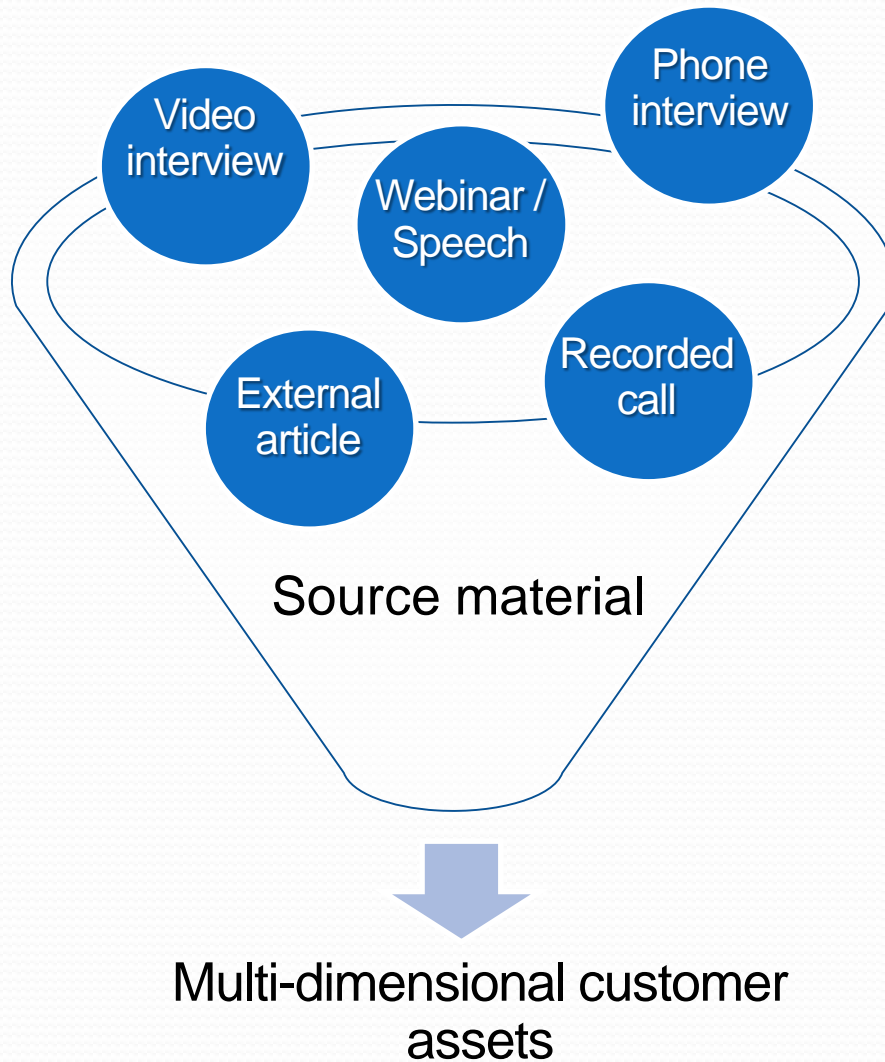 Phone
interview
Video
interview
Webinar /
Speech
Recorded
call
External
article
Source material
Multi-dimensional customer
assets